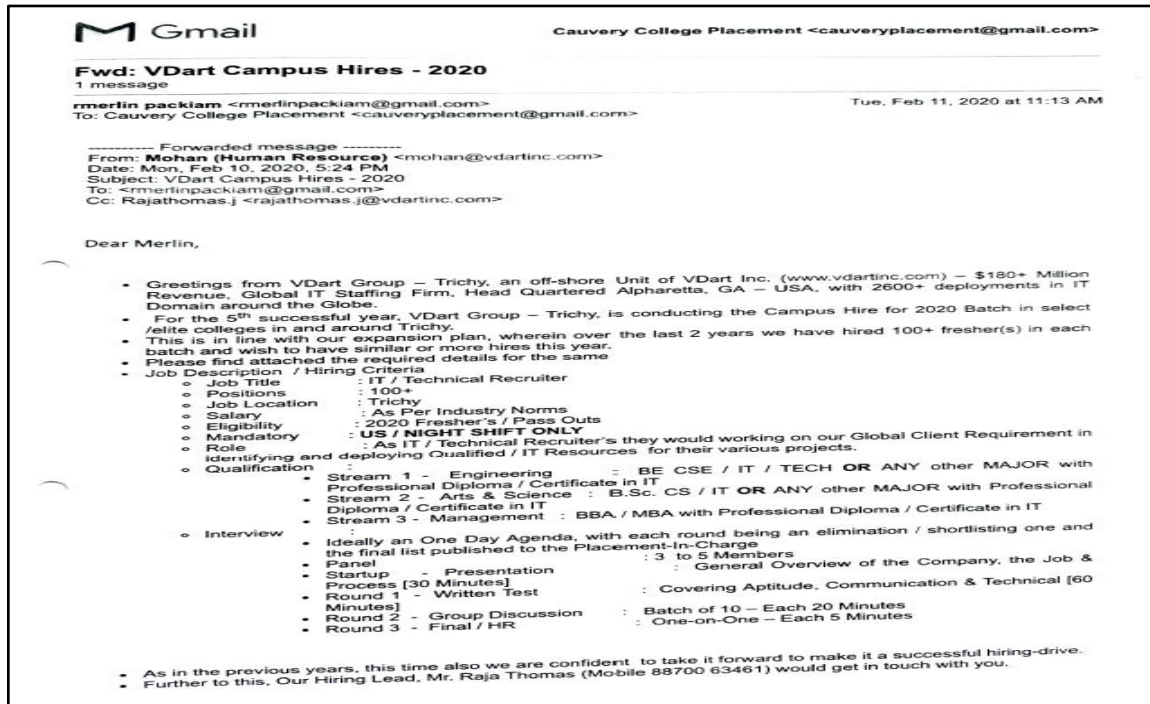 Gmail
Cauvery College Placement <cauveryplacement@gmail.com>
Fwd: VDart Campus Hires - 2020
1 message
rmerlin packiam <rmerlinpackiam@gmail.com>
Tue, Feb 11, 2020 at 11:13 AM
To: Cauvery College Placement <cauveryplacement@gmail.com>
---------- Forwarded message ---------
From: Mohan (Human Resource) <mohan@vdartinc.com>
Date: Mon, Feb 10, 2020, 5:24 PM
Subject: VDart Campus Hires - 2020
To: <rmerlinpackiam@gmail.com>
Cc: Rajathomas.j <rajathomas.j@vdartinc.com>
Dear Merlin,
• Greetings from VDart Group – Trichy, an off-shore Unit of VDart Inc. (www.vdartinc.com) – $180+ Million
Revenue, Global IT Staffing Firm, Head Quartered Alpharetta, GA – USA, with 2600+ deployments in IT
Domain around the Globe.
• For the 5th successful year, VDart Group – Trichy, is conducting the Campus Hire for 2020 Batch in select
/elite colleges in and around Trichy.
• This is in line with our expansion plan, wherein over the last 2 years we have hired 100+ fresher(s) in each
batch and wish to have similar or more hires this year.
• Please find attached the required details for the same
• Job Description / Hiring Criteria
o Job Title : IT / Technical Recruiter
o Positions : 100+
o Job Location : Trichy
o Salary : As Per Industry Norms
o Eligibility : 2020 Fresher's / Pass Outs
o Mandatory : US / NIGHT SHIFT ONLY
o Role : As IT / Technical Recruiter's they would working on our Global Client Requirement in
identifying and deploying Qualified / IT Resources for their various projects.
o Qualification :
• Stream 1 - Engineering : BE CSE / IT / TECH OR ANY other MAJOR with
Professional Diploma / Certificate in IT
• Stream 2 - Arts & Science : B.Sc. CS / IT OR ANY other MAJOR with Professional
Diploma / Certificate in IT
• Stream 3 - Management : BBA / MBA with Professional Diploma / Certificate in IT
o Interview :
• Ideally an One Day Agenda, with each round being an elimination / shortlisting one and
the final list published to the Placement-In-Charge
• Panel : 3 to 5 Members
• Startup - Presentation : General Overview of the Company, the Job &
Process [30 Minutes]
• Round 1 - Written Test : Covering Aptitude, Communication & Technical [60
Minutes]
• Round 2 - Group Discussion : Batch of 10 – Each 20 Minutes
• Round 3 - Final / HR : One-on-One – Each 5 Minutes
• As in the previous years, this time also we are confident to take it forward to make it a successful hiring-drive.
• Further to this, Our Hiring Lead, Mr. Raja Thomas (Mobile 88700 63461) would get in touch with you.